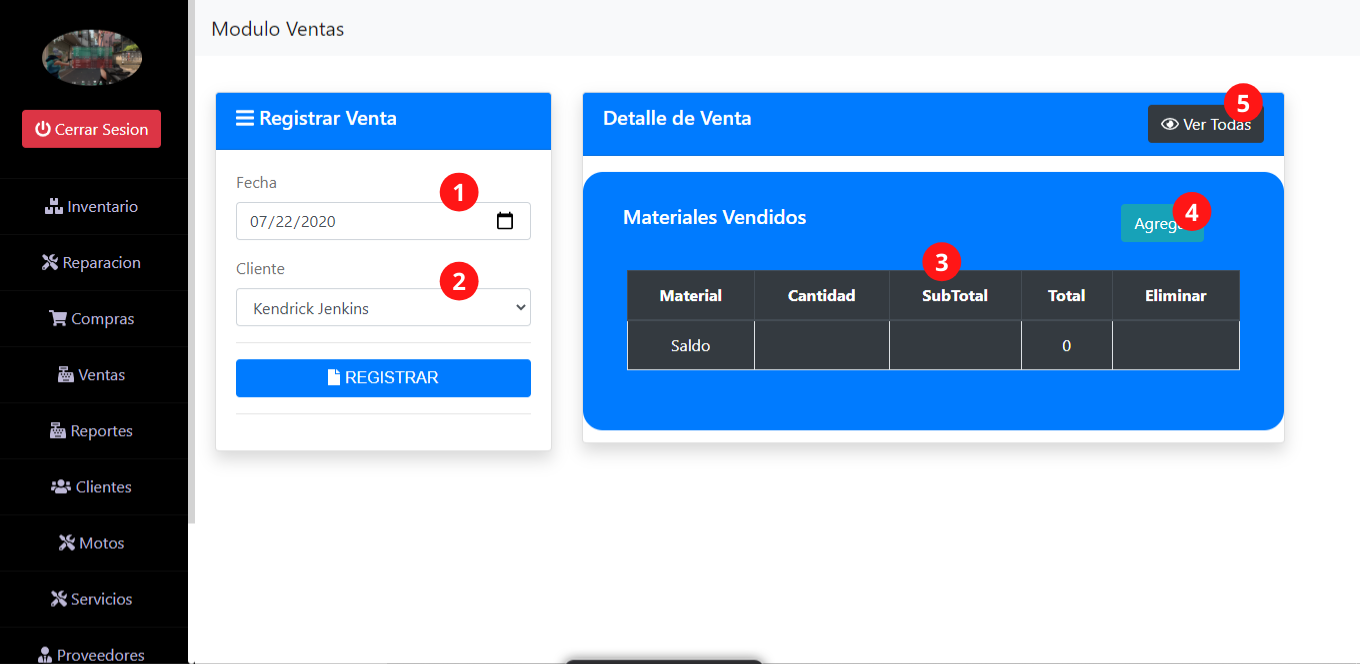 Modulo Ventas
Cerrar Sesion
Inventario
Reparacion
Compras
Ventas
Reportes
Clientes
Motos
Servicios
Proveedores
Registrar Venta
Fecha
1
07/22/2020
Cliente
2
Kendrick Jenkins
REGISTRAR
Detalle de Venta
5
Ver Todas
Materiales Vendidos
4
Agrega
3
Material Cantidad SubTotal Total Eliminar
Saldo 0